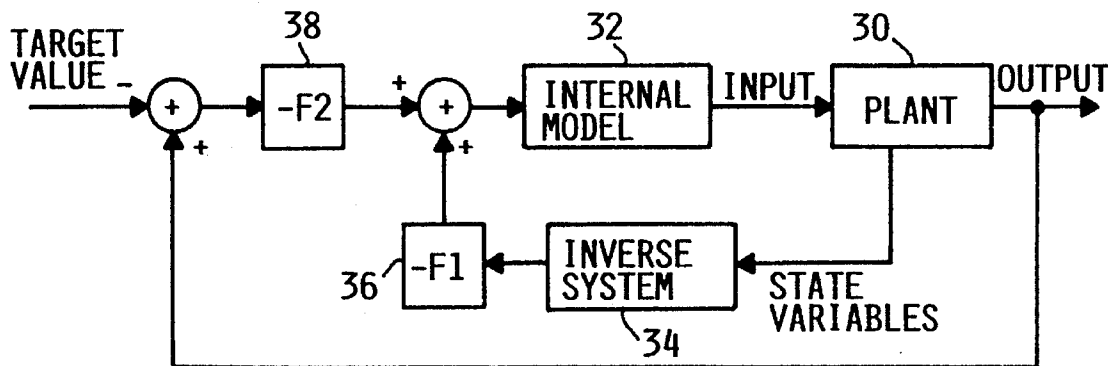 38
32
30
TARGET
VALUE -
+
-F2
+
+
INTERNAL
MODEL
INPUT
PLANT
OUTPUT
+
+
-F1
36
INVERSE
SYSTEM
34
STATE
VARIABLES